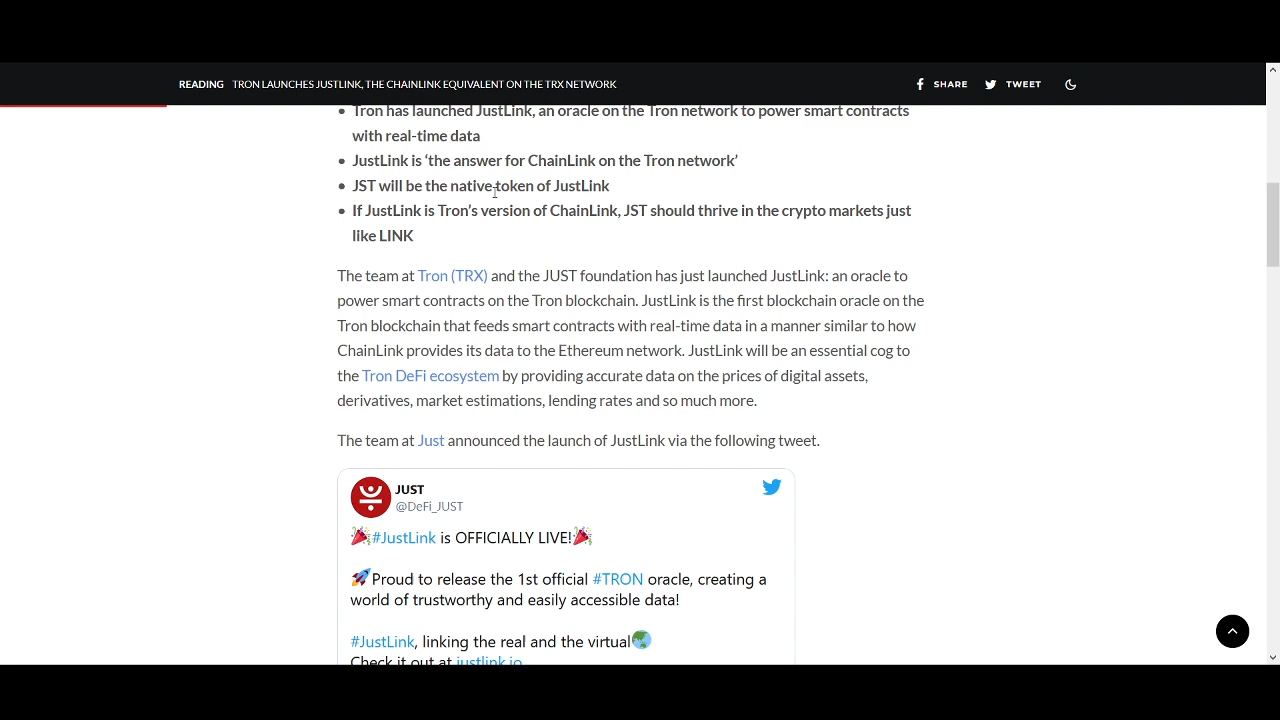 READING TRON LAUNCHES JUSTLINK, THE CHAINLINK EQUIVALENT ON THE TRX NETWORK SHARE TWEET
• Tron has launched JustLink, an oracle on the Tron network to power smart contracts
with real-time data
• JustLink is ‘the answer for ChainLink on the Tron network’
• JST will be the native token of JustLink
• If JustLink is Tron’s version of ChainLink, JST should thrive in the crypto markets just
like LINK
The team at Tron (TRX) and the JUST foundation has just launched JustLink: an oracle to
power smart contracts on the Tron blockchain. JustLink is the first blockchain oracle on the
Tron blockchain that feeds smart contracts with real-time data in a manner similar to how
ChainLink provides its data to the Ethereum network. JustLink will be an essential cog to
the Tron DeFi ecosystem by providing accurate data on the prices of digital assets,
derivatives, market estimations, lending rates and so much more.
The team at Just announced the launch of JustLink via the following tweet.
JUST
@DeFi_JUST
🎉#JustLink is OFFICIALLY LIVE!🎉
🚀Proud to release the 1st official #TRON oracle, creating a
world of trustworthy and easily accessible data!
#JustLink, linking the real and the virtual🌏
Check it out at justlink.io